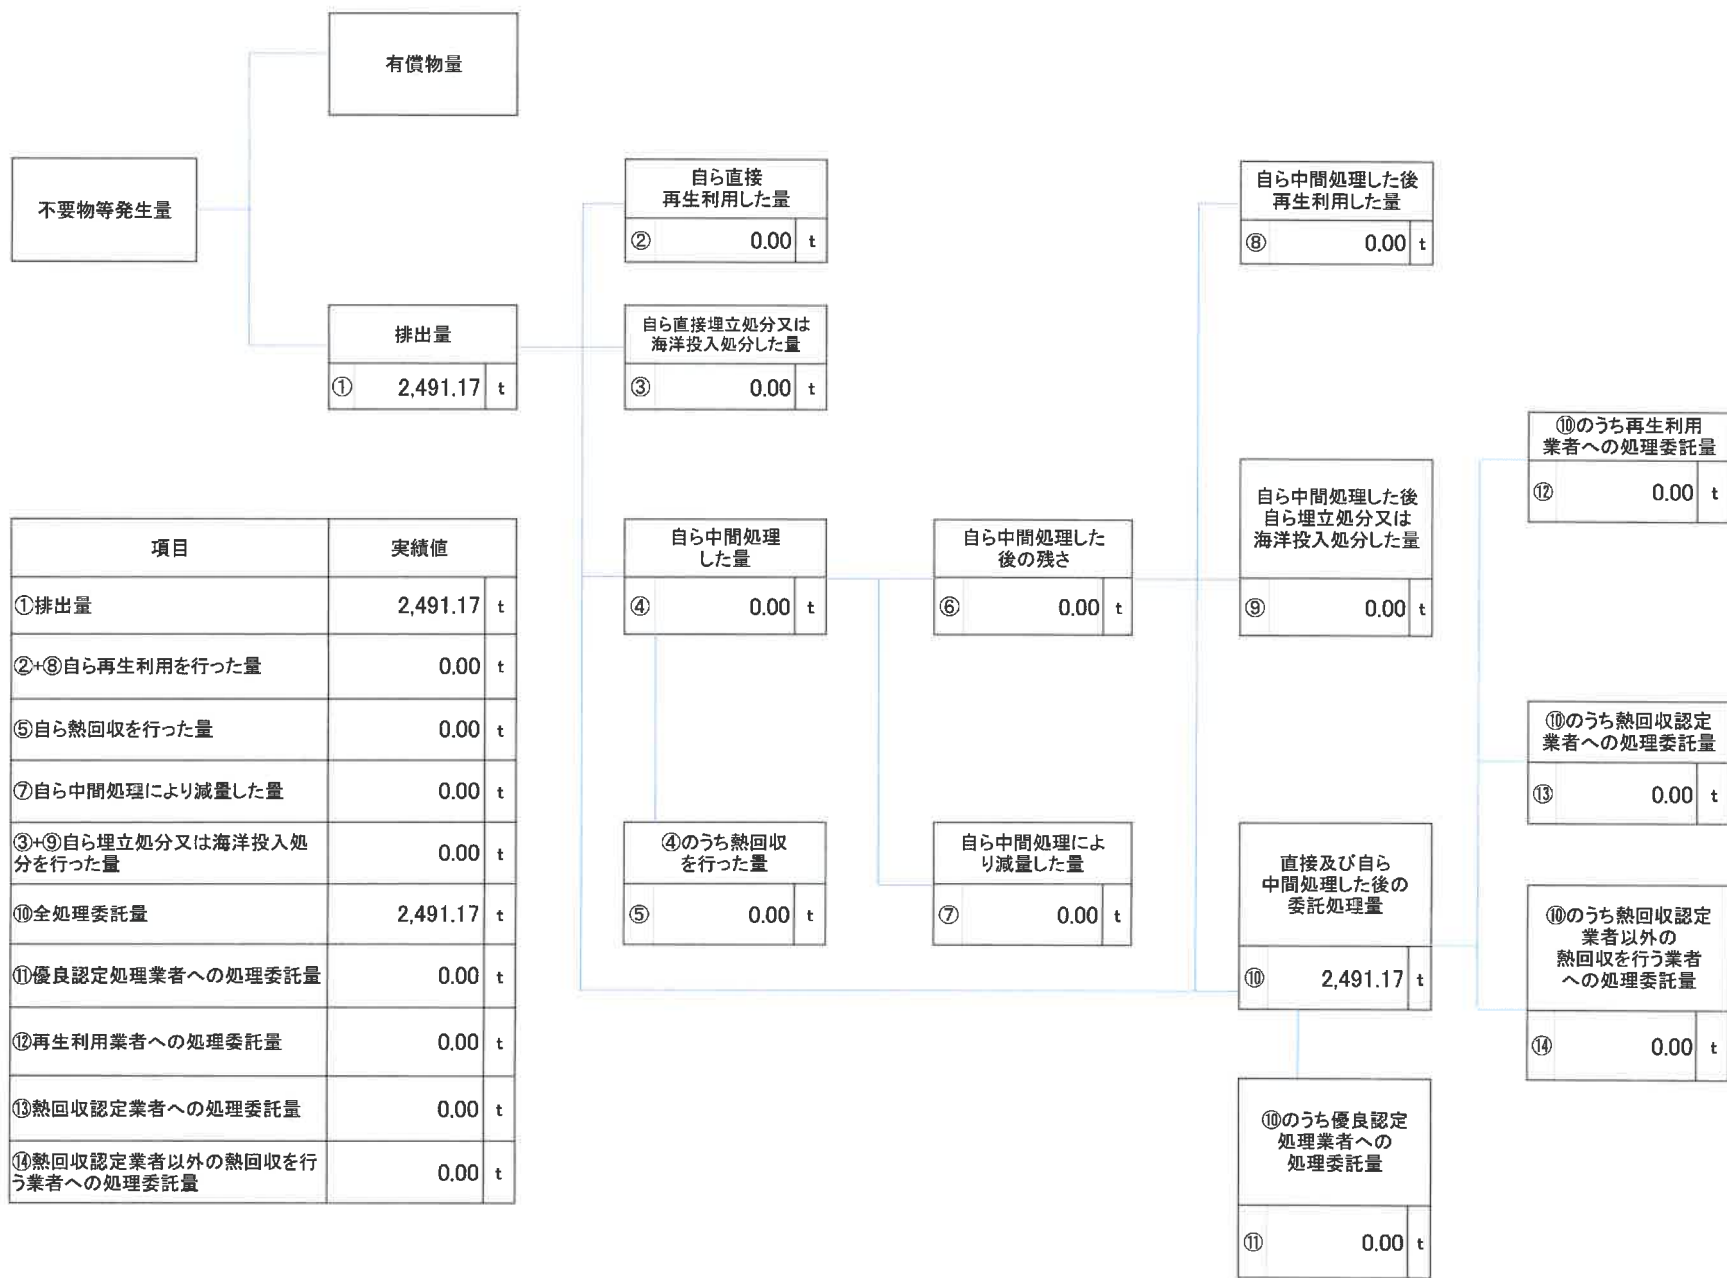 有償物量
不要物等発生量
排出量
① 2,491.17 t
自ら直接
再生利用した量
② 0.00 t
自ら直接埋立処分又は
海洋投入処分した量
③ 0.00 t
自ら中間処理
した量
④ 0.00 t
④のうち熱回収
を行った量
⑤ 0.00 t
自ら中間処理した
後の残さ
⑥ 0.00 t
自ら中間処理によ
り減量した量
⑦ 0.00 t
自ら中間処理した後
再生利用した量
⑧ 0.00 t
自ら中間処理した後
自ら埋立処分又は
海洋投入処分した量
⑨ 0.00 t
直接及び自ら
中間処理した後の
委託処理量
⑩ 2,491.17 t
⑩のうち優良認定
処理業者への
処理委託量
⑪ 0.00 t
⑩のうち再生利用
業者への処理委託量
⑫ 0.00 t
⑩のうち熱回収認定
業者への処理委託量
⑬ 0.00 t
⑩のうち熱回収認定
業者以外の
熱回収を行う業者
への処理委託量
⑭ 0.00 t
項目 実績値
①排出量 2,491.17 t
②+⑧自ら再生利用を行った量 0.00 t
⑤自ら熱回収を行った量 0.00 t
⑦自ら中間処理により減量した量 0.00 t
③+⑨自ら埋立処分又は海洋投入処
分を行った量 0.00 t
⑩全処理委託量 2,491.17 t
⑪優良認定処理業者への処理委託量 0.00 t
⑫再生利用業者への処理委託量 0.00 t
⑬熱回収認定業者への処理委託量 0.00 t
⑭熱回収認定業者以外の熱回収を行
う業者への処理委託量 0.00 t